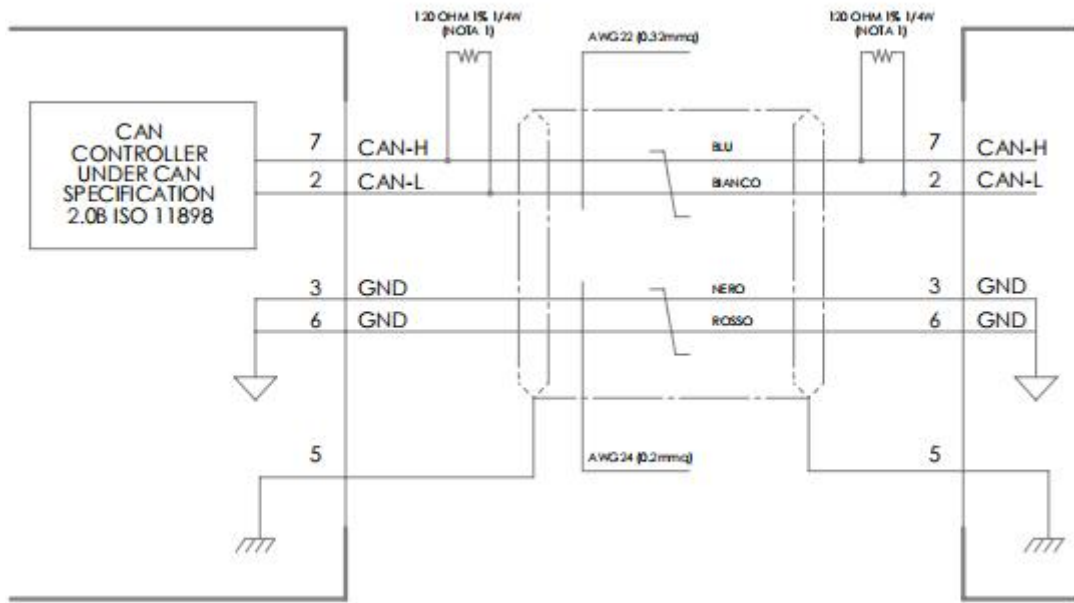 120 OHM 1% 1/4W
(NOTA 1)
120 OHM 1% 1/4W
(NOTA 1)
AWG22 (0.32mmq)
CAN
CONTROLLER
UNDER CAN
SPECIFICATION
2.0B ISO 11898
7 CAN-H BLU 7 CAN-H
2 CAN-L BIANCO 2 CAN-L
3 GND NERO 3 GND
6 GND ROSSO 6 GND
5 AWG24 (0.2mmq) 5